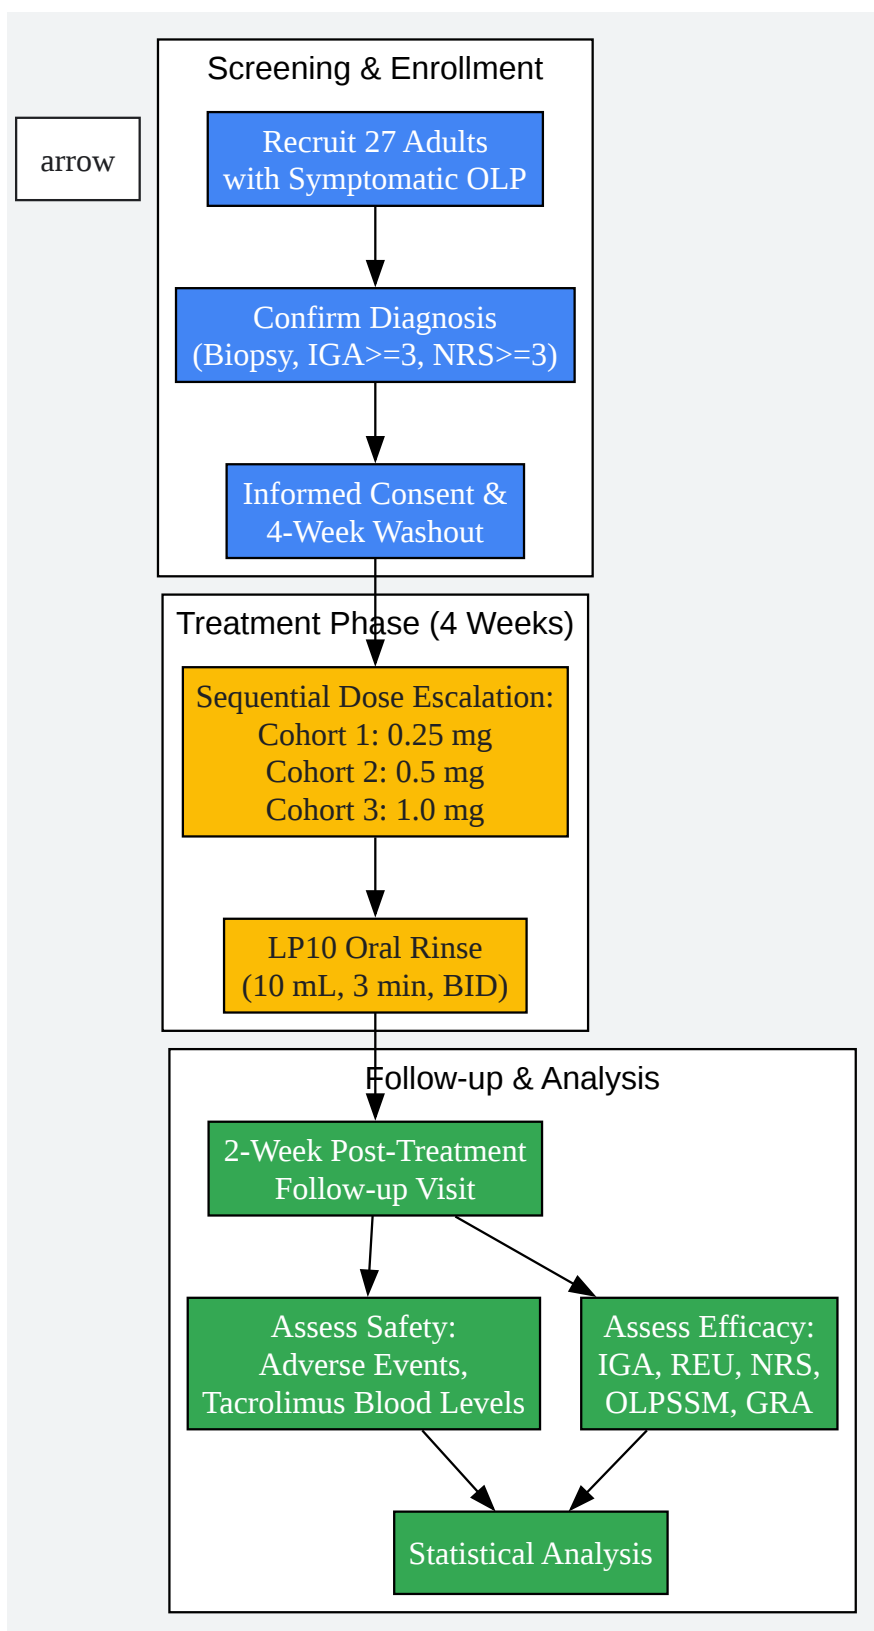 Screening & Enrollment
arrow
Recruit 27 Adults
with Symptomatic OLP
Confirm Diagnosis
(Biopsy, IGA>=3, NRS>=3)
Informed Consent &
4-Week Washout
Treatment Phase (4 Weeks)
Sequential Dose Escalation:
Cohort 1: 0.25 mg
Cohort 2: 0.5 mg
Cohort 3: 1.0 mg
LP10 Oral Rinse
(10 mL, 3 min, BID)
Follow-up & Analysis
2-Week Post-Treatment
Follow-up Visit
Assess Safety:
Adverse Events,
Tacrolimus Blood Levels
Assess Efficacy:
IGA, REU, NRS,
OLPSSM, GRA
Statistical Analysis